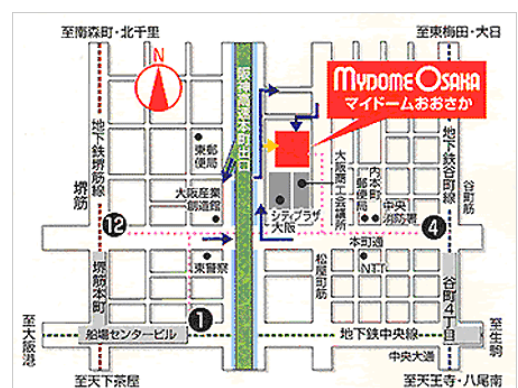 至南森町・北千里
至東梅田・大日
N
MYDOME OSAKA
マイドームおおさか
阪神高速本町出口
地下鉄堺筋線
堺筋
東郵
便局
大阪産業
創造館
シティプラザ
大阪
大阪商工会議所
内本町
郵便局
中央
消防署
地下鉄谷町線
谷町筋
12
4
本町通
堺筋本町
東警察
松屋町筋
NTT
谷町4丁目
1
至大阪港
船場センタービル
地下鉄中央線
至生駒
中央大通
至天下茶屋
至天王寺・八尾南